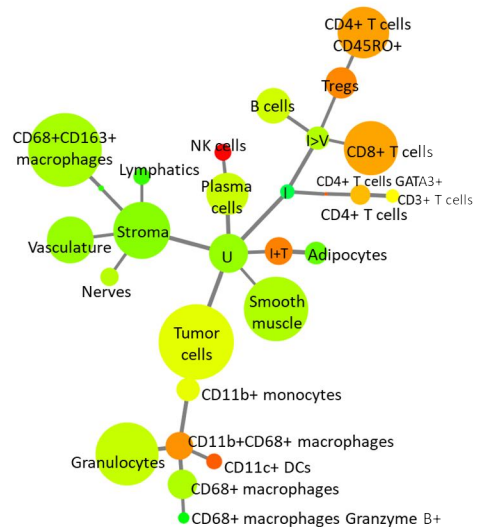 CD4+ T cells
CD45RO+
Tregs
B cells
I>V
CD8+ T cells
CD68+CD163+
macrophages
NK cells
Lymphatics
Plasma
cells
I
CD4+ T cells GATA3+
CD3+ T cells
CD4+ T cells
Stroma
Vasculature
U
I+T
Adipocytes
Nerves
Smooth
muscle
Tumor
cells
CD11b+ monocytes
CD11b+CD68+ macrophages
Granulocytes
CD11c+ DCs
CD68+ macrophages
CD68+ macrophages Granzyme B+